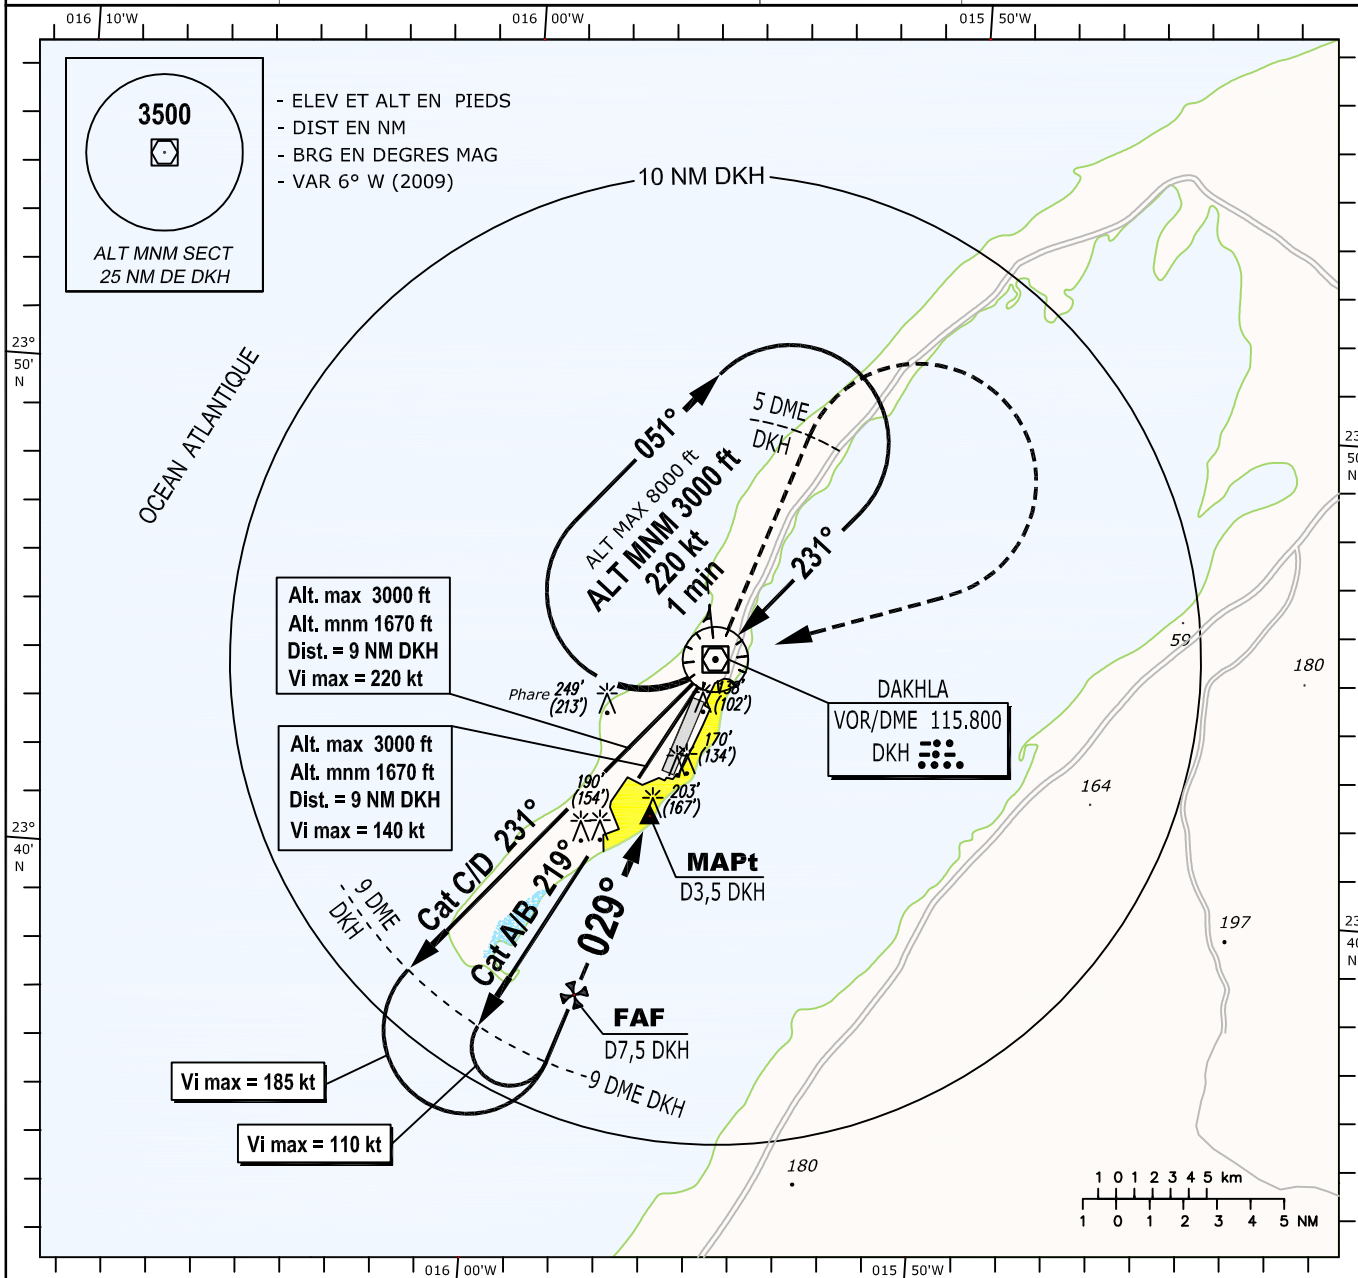 016 10'W
016 00'W
015 50'W
3500
ALT MNM SECT
25 NM DE DKH
- ELEV ET ALT EN PIEDS
- DIST EN NM
- BRG EN DEGRES MAG
- VAR 6° W (2009)
10 NM DKH
OCEAN ATLANTIQUE
23°
50'
N
23
50
N
051°
ALT MAX 8000 ft
ALT MNM 3000 ft
220 kt
1 min
5 DME
DKH
231°
Alt. max 3000 ft
Alt. mnm 1670 ft
Dist. = 9 NM DKH
Vi max = 220 kt
Phare 249'
(213')
138'
(102')
170'
(134')
203'
(167')
190'
(154')
DAKHLA
VOR/DME 115.800
DKH
59
180
164
197
180
Alt. max 3000 ft
Alt. mnm 1670 ft
Dist. = 9 NM DKH
Vi max = 140 kt
23°
40'
N
23
40
N
Cat C/D 231°
Cat A/B 219°
029°
MAPt
D3,5 DKH
9 DME
DKH
FAF
D7,5 DKH
9 DME DKH
Vi max = 185 kt
Vi max = 110 kt
1 0 1 2 3 4 5 km
1 0 1 2 3 4 5 NM
016 00'W
015 50'W